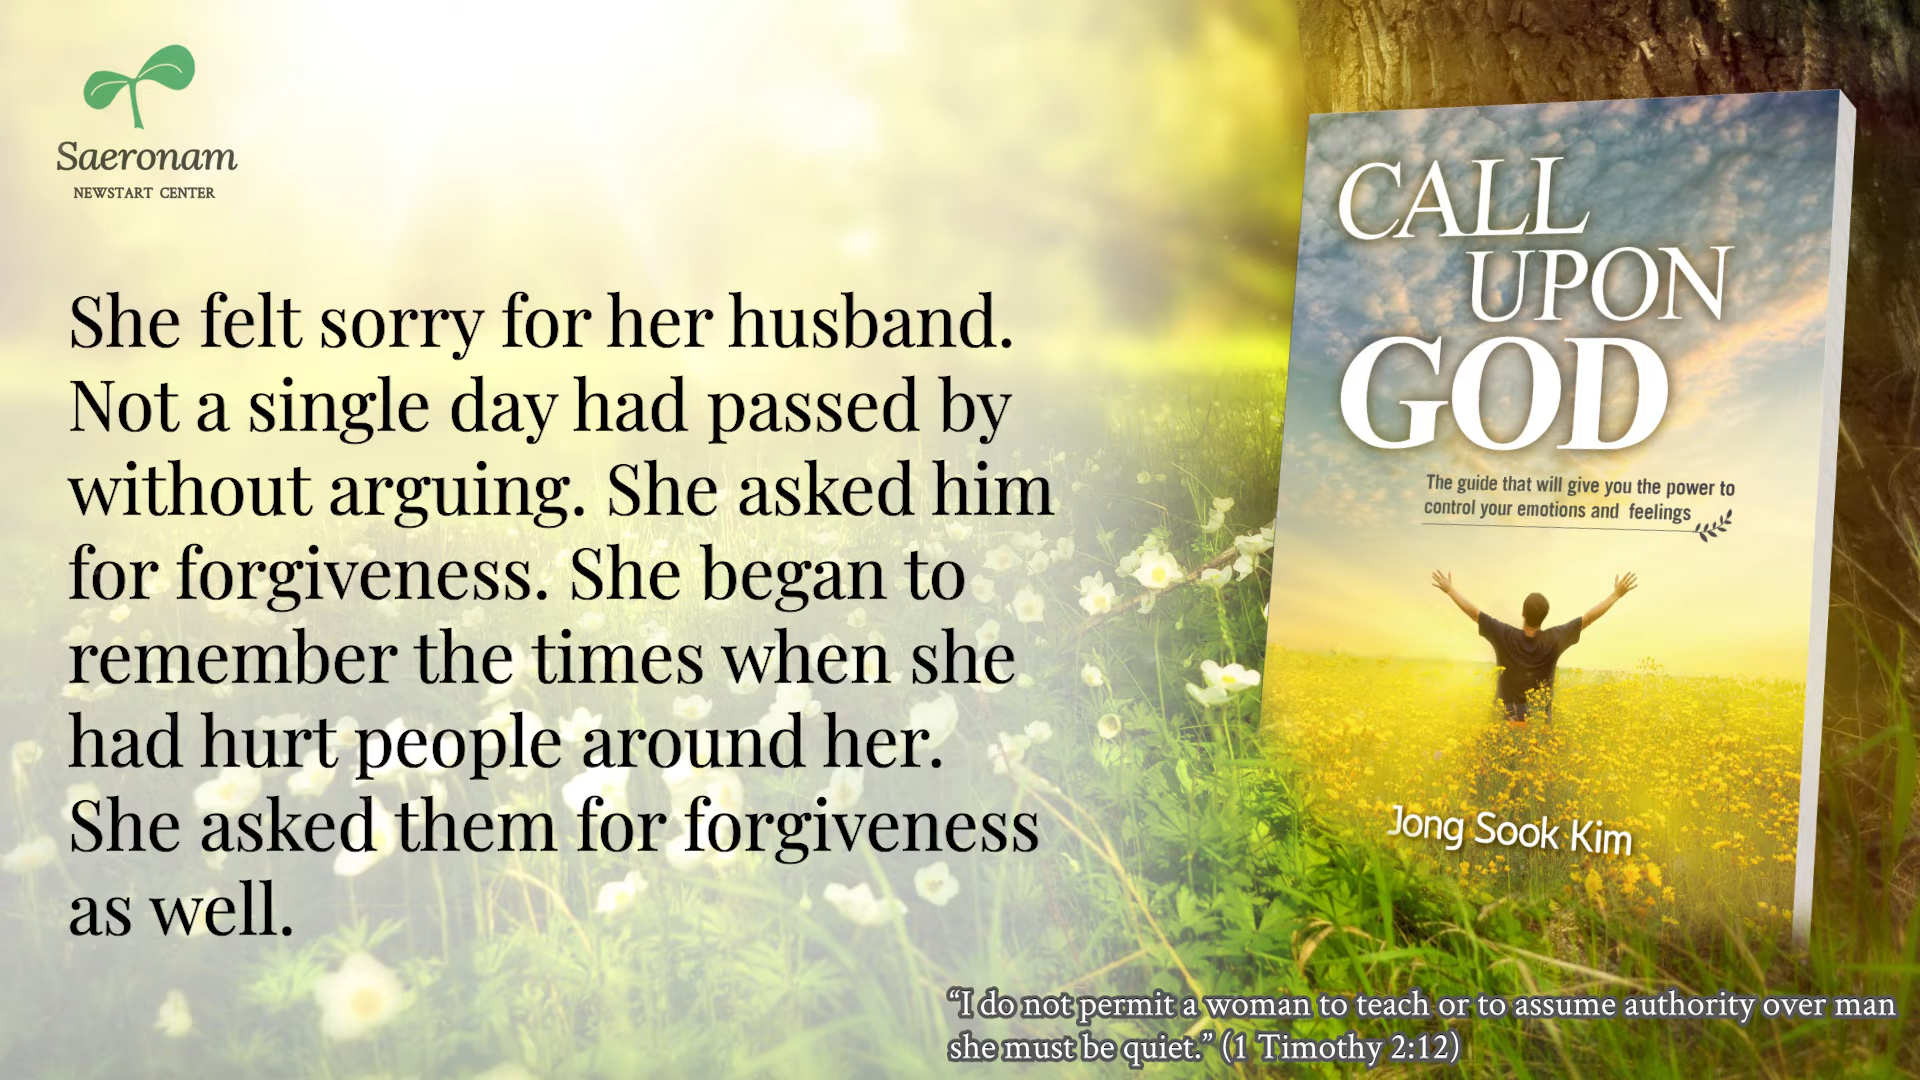 Saeronam
NEWSTART CENTER
She felt sorry for her husband.
Not a single day had passed by
without arguing. She asked him
for forgiveness. She began to
remember the times when she
had hurt people around her.
She asked them for forgiveness
as well.
CALL
UPON
GOD
The guide that will give you the power to
control your emotions and feelings
Jong Sook Kim
“I do not permit a woman to teach or to assume authority over man
she must be quiet.” (1 Timothy 2:12)